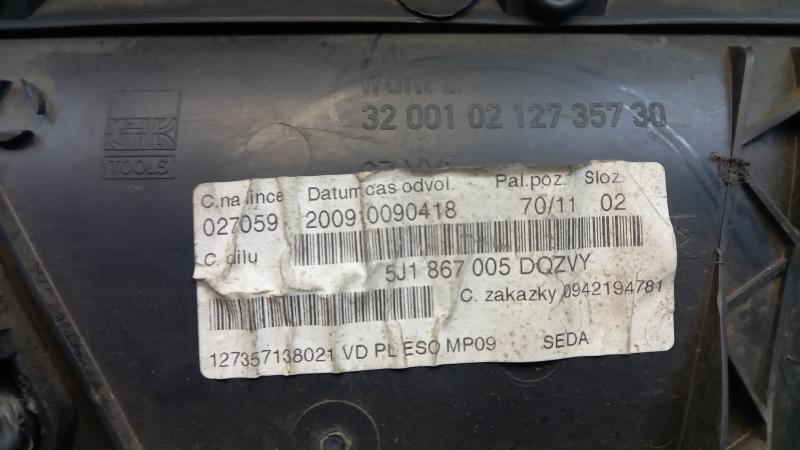 front L
32 001 02 127 357 30
TOOLS
C.na lince Datum cas odvol. Pal.poz. Sloz
027059 70/11 02
C. dilu
5J1 867 005 DQZVY
C. zakazky 0942194781
127357138021 VD PL ESO MP09 SEDA